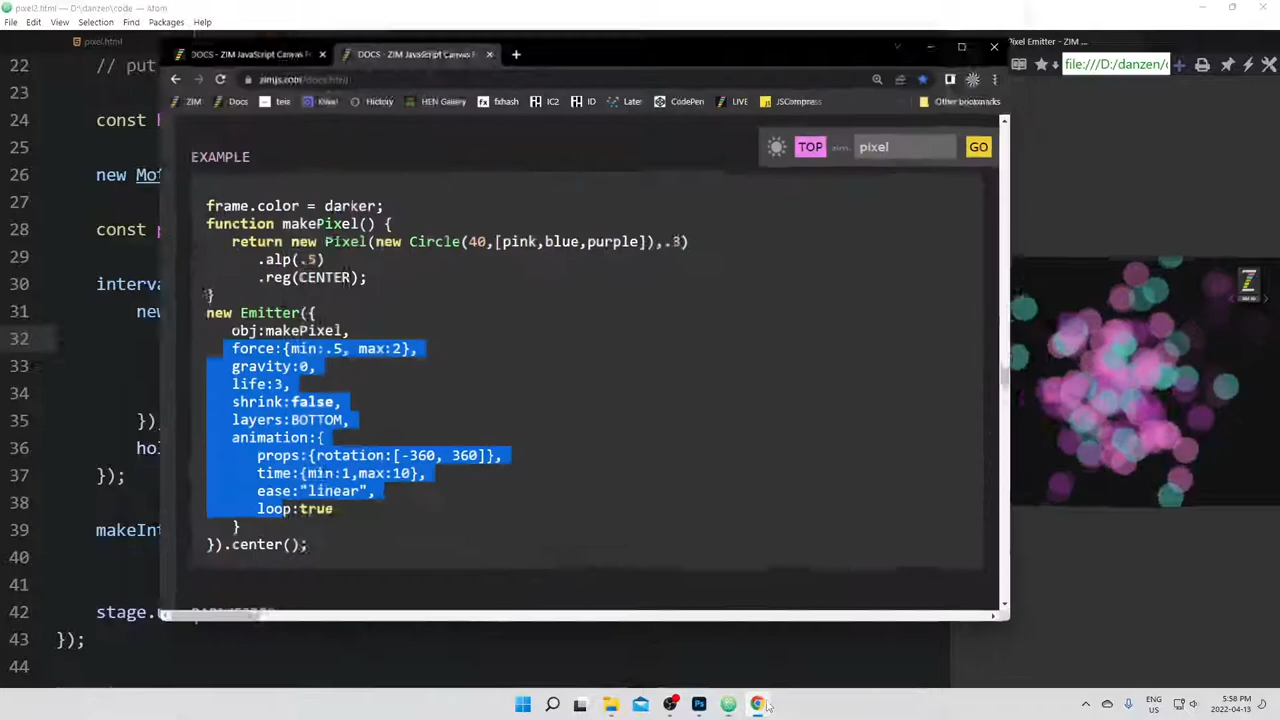 pixel2.html — D:\danzen\code — Atom
File Edit View Selection Find Packages Help
pixel.html
DOCS - ZIM JavaScript Canvas F
DOCS - ZIM JavaScript Canvas F
Pixel Emitter - ZIM ...
file:///D:/danzen/c
zimjs.com/docs.html
ZIM Docs Kiwi History HEN Gallery fxhash IC2 ID Later CodePen LIVE JSCompress Other bookmarks
EXAMPLE
TOP zim. pixel GO
frame.color = darker;
function makePixel() {
return new Pixel(new Circle(40,[pink,blue,purple]),.3)
.alp(.5)
.reg(CENTER);
}
new Emitter({
obj:makePixel,
force:{min:.5, max:2},
gravity:0,
life:3,
shrink:false,
layers:BOTTOM,
animation:{
props:{rotation:[-360, 360]},
time:{min:1,max:10},
ease:"linear",
loop:true
}
}).center();
22 // put
23
24 const h
25
26 new Mo
27
28 const p
29
30 interva
31 new
32
33
34
35 })
36 hol
37 });
38
39 makeInt
40
41
42 stage.
43 });
44
ENG
US
5:58 PM
2022-04-13